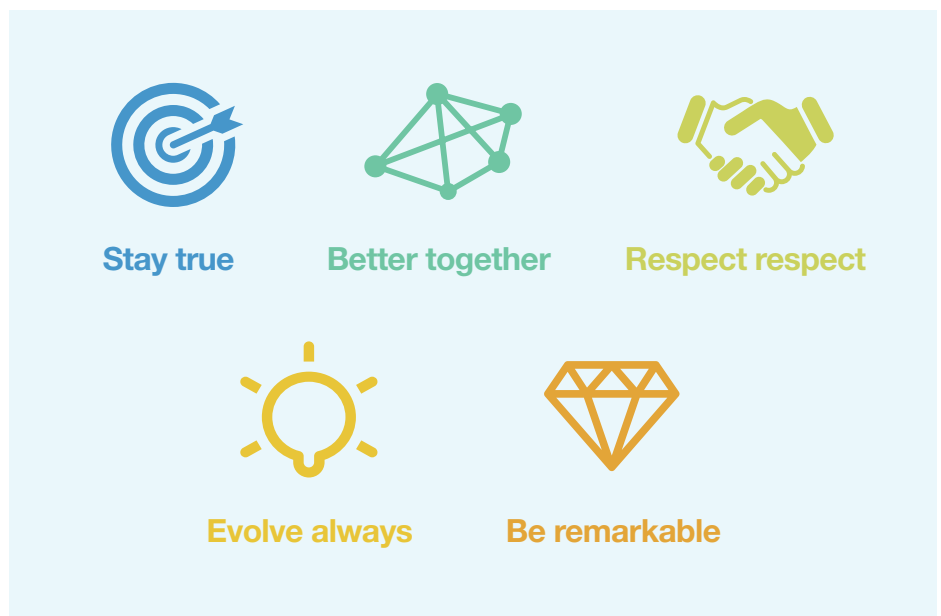 Stay true
Better together
Respect respect
Evolve always
Be remarkable